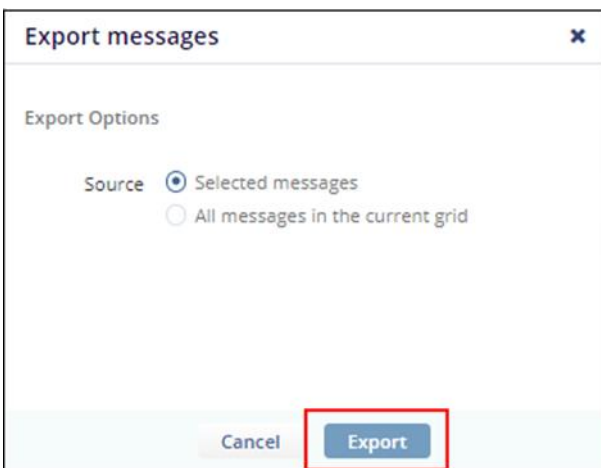 Export messages
Export Options
Source Selected messages
All messages in the current grid
Cancel Export